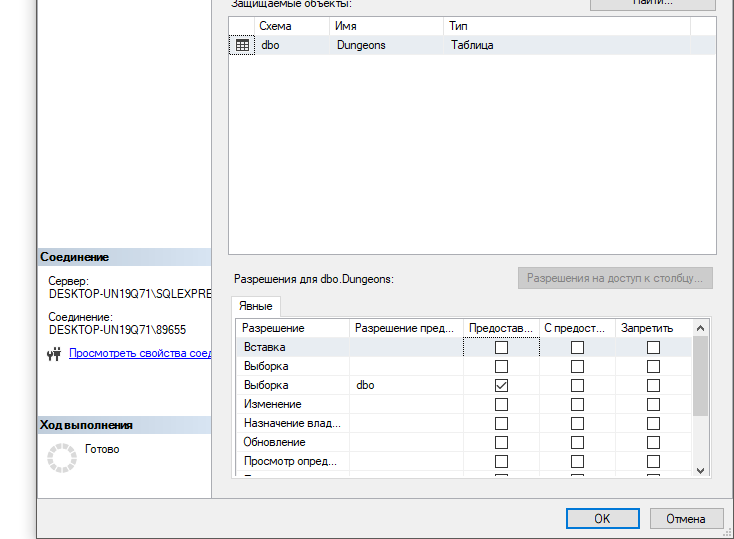 Защищаемые объекты:
Найти...
Схема Имя Тип
dbo Dungeons Таблица
Соединение
Сервер:
DESKTOP-UN19Q71\SQLEXPRE
Соединение:
DESKTOP-UN19Q71\89655
Просмотреть свойства соед
Ход выполнения
Готово
Разрешения для dbo.Dungeons:
Разрешения на доступ к столбцу...
Явные
Разрешение Разрешение пред... Предостав... С предост... Запретить
Вставка
Выборка
Выборка dbo
Изменение
Назначение влад...
Обновление
Просмотр опред...
OK
Отмена